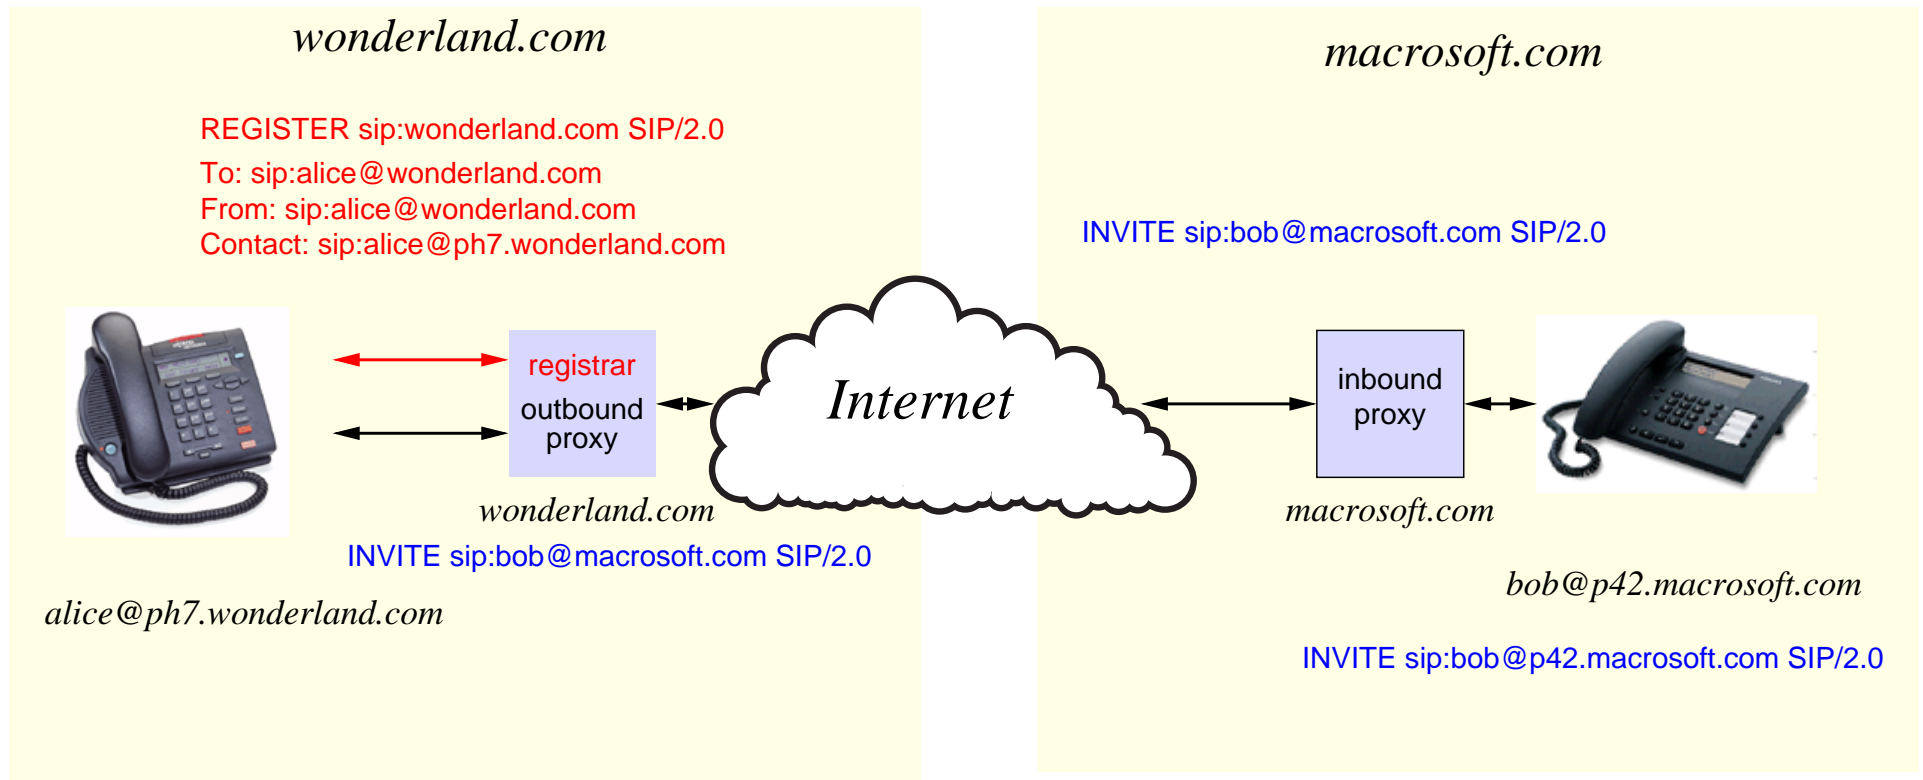 wonderland.com
macrosoft.com
REGISTER sip:wonderland.com SIP/2.0
To: sip:alice@wonderland.com
From: sip:alice@wonderland.com
Contact: sip:alice@ph7.wonderland.com
INVITE sip:bob@macrosoft.com SIP/2.0
registrar
outbound
proxy
Internet
inbound
proxy
wonderland.com
macrosoft.com
INVITE sip:bob@macrosoft.com SIP/2.0
bob@p42.macrosoft.com
alice@ph7.wonderland.com
INVITE sip:bob@p42.macrosoft.com SIP/2.0